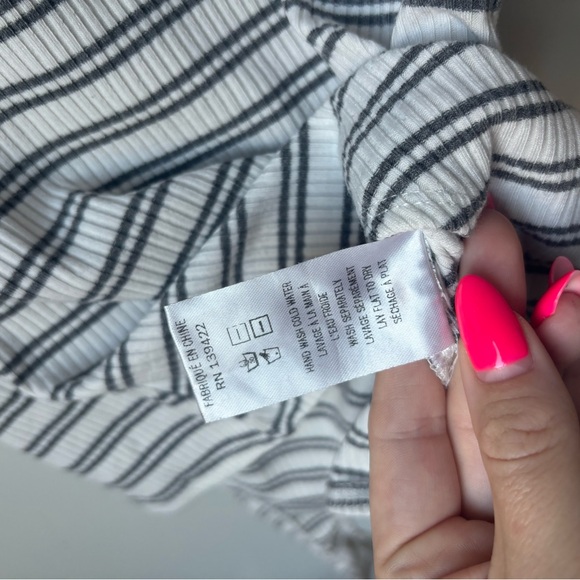 HAND WASH COLD WATER
LAVAGE À LA MAIN À
L'EAU FROIDE
WASH SEPARATELY
LAVAGE SEPAREMENT
LAY FLAT TO DRY
SECHAGE A PLAT
RN 139422
FABRIQUÉ EN CHINE